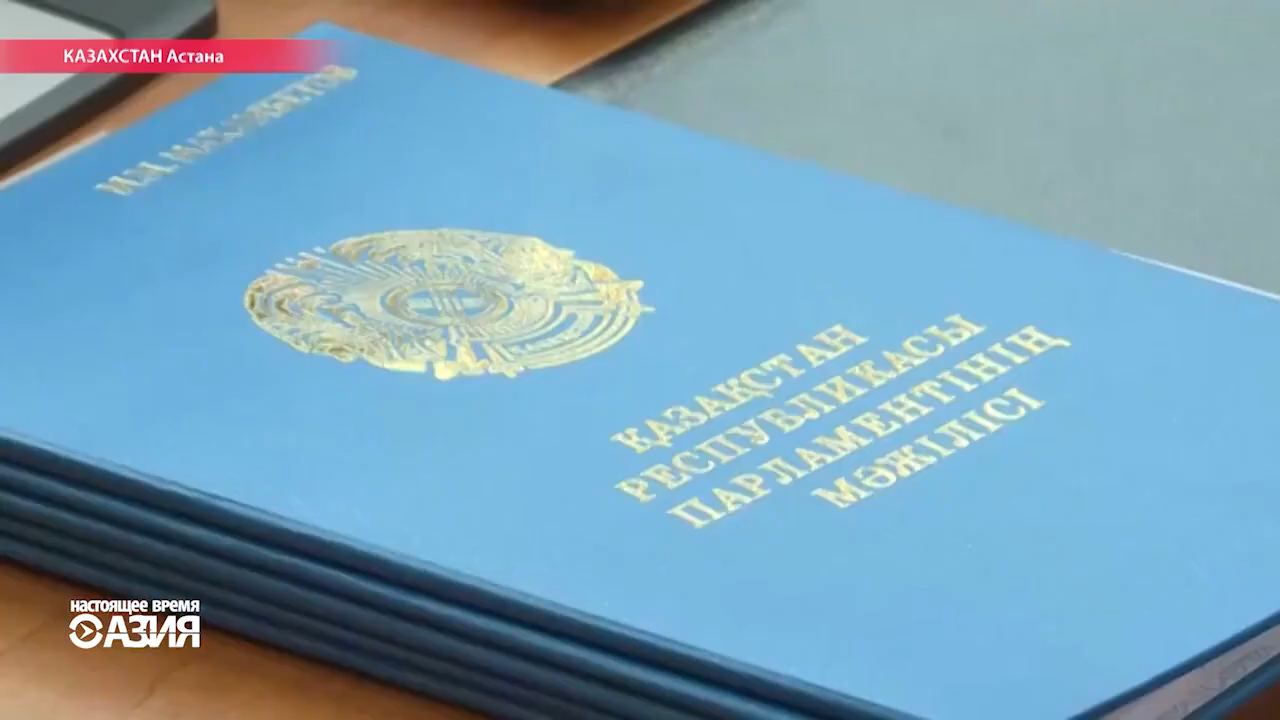 КАЗАХСТАН Астана
ҚАЗАҚСТАН
РЕСПУБЛИКАСЫ
ПАРЛАМЕНТІНІҢ
МӘЖІЛІСІ
НАСТОЯЩЕЕ ВРЕМЯ
АЗИЯ